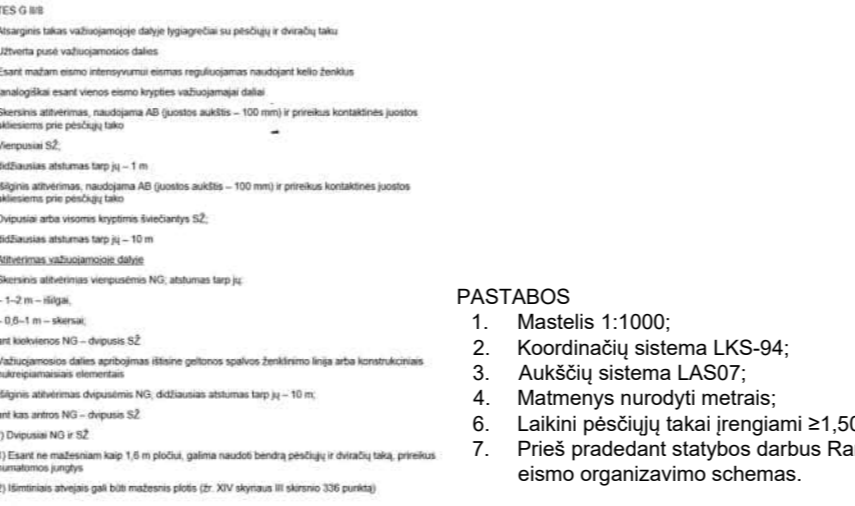 TES G II/8
Atsarginis takas važiuojamojoje dalyje lygiagrečiai su pėsčiųjų ir dviračių taku
Užtverta pusė važiuojamosios dalies
Esant mažam eismo intensyvumui eismas reguliuojamas naudojant kelio ženklus
analogiškai esant vienos eismo krypties važiuojamajai daliai
Skersinis atitvėrimas, naudojama AB (juostos aukštis – 100 mm) ir prireikus kontaktinės juostos
akliesiems prie pėsčiųjų tako
Vienpusiai SŽ;
didžiausias atstumas tarp jų – 1 m
Išilginis atitvėrimas, naudojama AB (juostos aukštis – 100 mm) ir prireikus kontaktinės juostos
akliesiems prie pėsčiųjų tako
Dvipusiai arba visomis kryptimis šviečiantys SŽ;
didžiausias atstumas tarp jų – 10 m
Atitvėrimas važiuojamojoje dalyje
Skersinis atitvėrimas vienpusėmis NG; atstumas tarp jų:
- 1–2 m – išilgai,
- 0,6–1 m – skersai;
ant kiekvienos NG – dvipusis SŽ
Važiuojamosios dalies apribojimas ištisine geltonos spalvos ženklinimo linija arba konstrukciniais
nukreipiamaisiais elementais
Išilginis atitvėrimas dvipusėmis NG; didžiausias atstumas tarp jų – 10 m;
ant kas antros NG – dvipusis SŽ
*) Dvipusiai NG ir SŽ
1) Esant ne mažesniam kaip 1,6 m pločiui, galima naudoti bendrą pėsčiųjų ir dviračių taką, prireikus
numatomos jungtys
2) Išimtiniais atvejais gali būti mažesnis plotis (žr. XIV skyriaus III skirsnio 336 punktą)
PASTABOS
1. Mastelis 1:1000;
2. Koordinačių sistema LKS-94;
3. Aukščių sistema LAS07;
4. Matmenys nurodyti metrais;
6. Laikini pėsčiųjų takai įrengiami ≥1,50
7. Prieš pradedant statybos darbus
eismo organizavimo schemas.